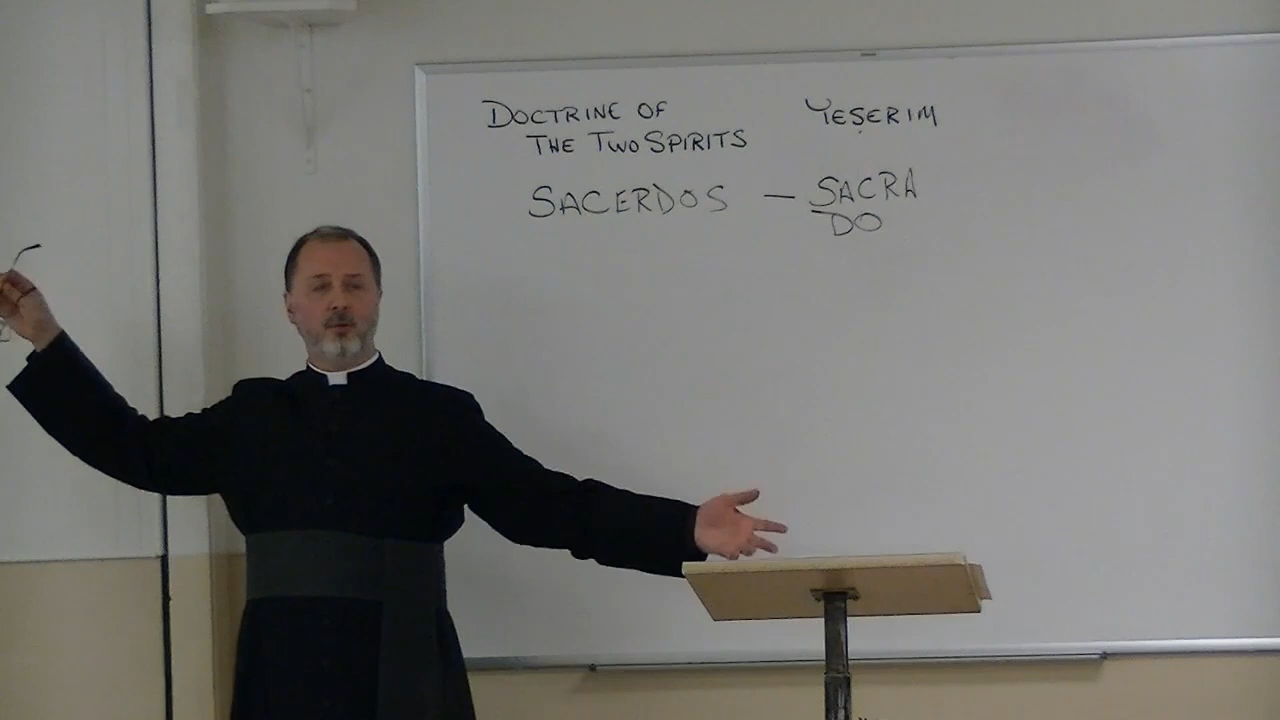 DOCTRINE OF
THE TWO SPIRITS
YEṢERIM
SACERDOS — SACRA
DO